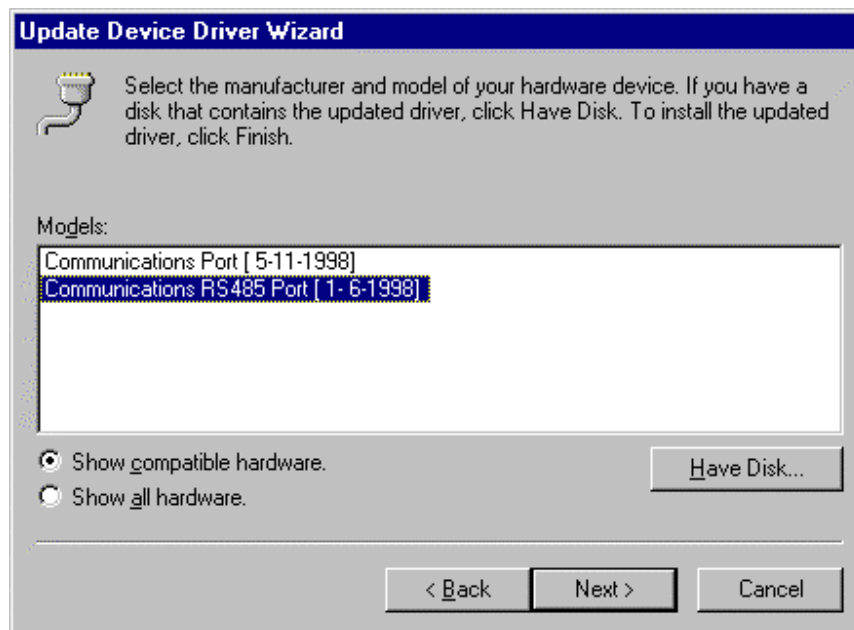 Update Device Driver Wizard
Select the manufacturer and model of your hardware device. If you have a
disk that contains the updated driver, click Have Disk. To install the updated
driver, click Finish.
Models:
Communications Port [ 5-11-1998]
Communications RS485 Port [ 1- 6-1998]
Show compatible hardware.
Have Disk...
Show all hardware.
< Back
Next >
Cancel